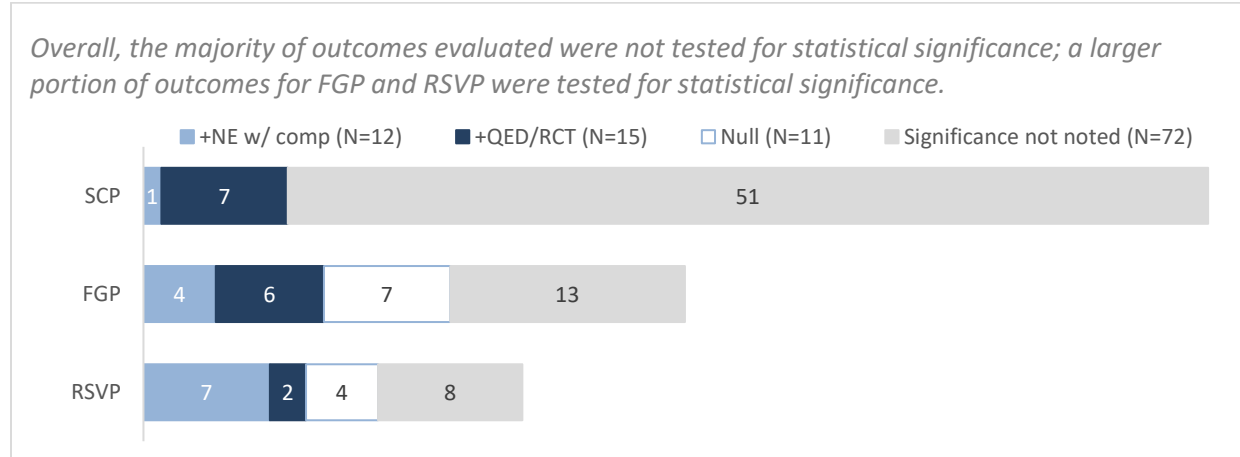 Overall, the majority of outcomes evaluated were not tested for statistical significance; a larger
portion of outcomes for FGP and RSVP were tested for statistical significance.
+NE w/ comp (N=12) +QED/RCT (N=15) Null (N=11) Significance not noted (N=72)
SCP 1 7 51
FGP 4 6 7 13
RSVP 7 2 4 8